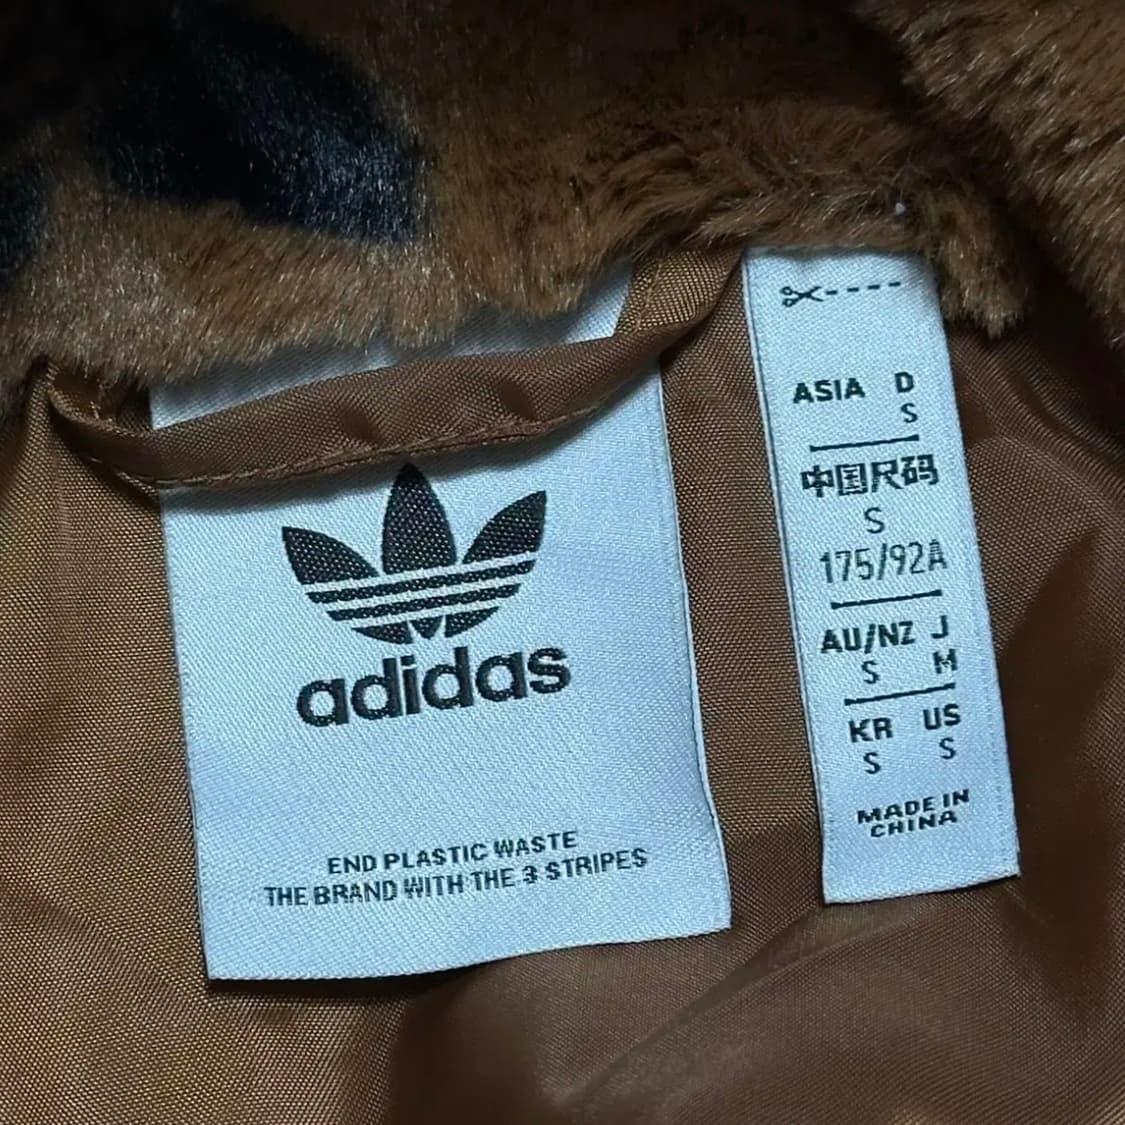 adidas
END PLASTIC WASTE
THE BRAND WITH THE 3 STRIPES
ASIA D
S
中国尺码
S
175/92A
AU/NZ J
S M
KR US
S S
MADE IN
CHINA